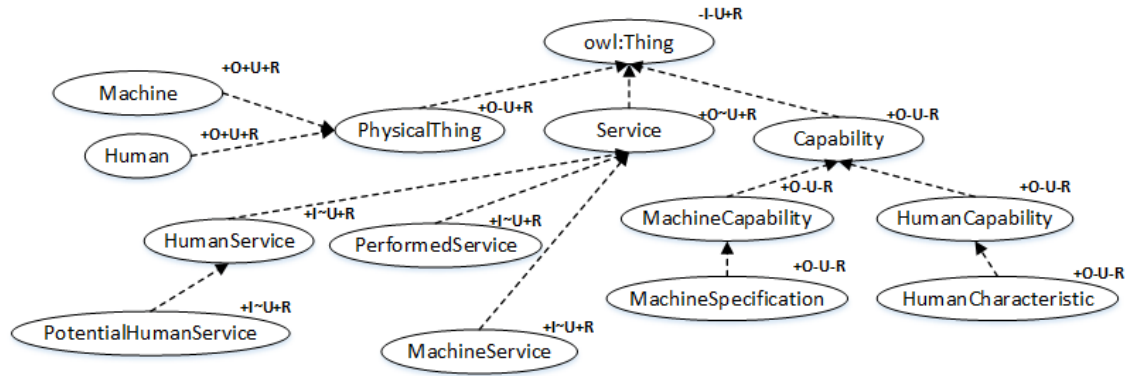 -I-U+R
owl:Thing
+O+U+R
Machine
+O-U+R
PhysicalThing
+O~U+R
Service
+O-U-R
Capability
+O+U+R
Human
+I~U+R
HumanService
+I~U+R
PerformedService
+O-U-R
MachineCapability
+O-U-R
HumanCapability
+O-U-R
MachineSpecification
+O-U-R
HumanCharacteristic
+I~U+R
PotentialHumanService
+I~U+R
MachineService